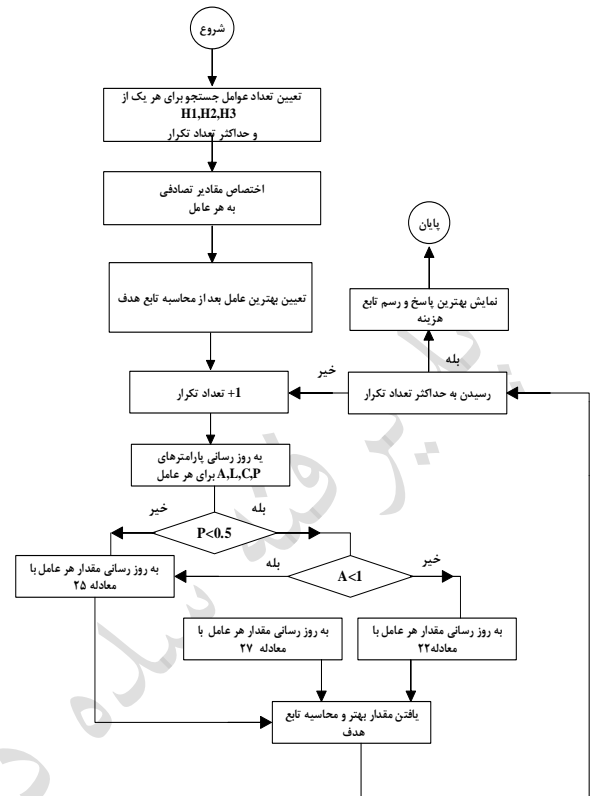 شروع
تعیین تعداد عوامل جستجو برای هر یک از
H1,H2,H3
و حداکثر تعداد تکرار
اختصاص مقادیر تصادفی
به هر عامل
تعیین بهترین عامل بعد از محاسبه تابع هدف
پایان
نمایش بهترین پاسخ و رسم تابع
هزینه
بله
رسیدن به حداکثر تعداد تکرار
خیر
تعداد تکرار +1
به روز رسانی پارامترهای
A,L,C,P برای هر عامل
خیر
بله
P<0.5
به روز رسانی مقدار هر عامل با
معادله ۲۵
بله
خیر
A<1
به روز رسانی مقدار هر عامل با
معادله ۲۷
به روز رسانی مقدار هر عامل با
معادله۲۲
یافتن مقدار بهتر و محاسبه تابع
هدف